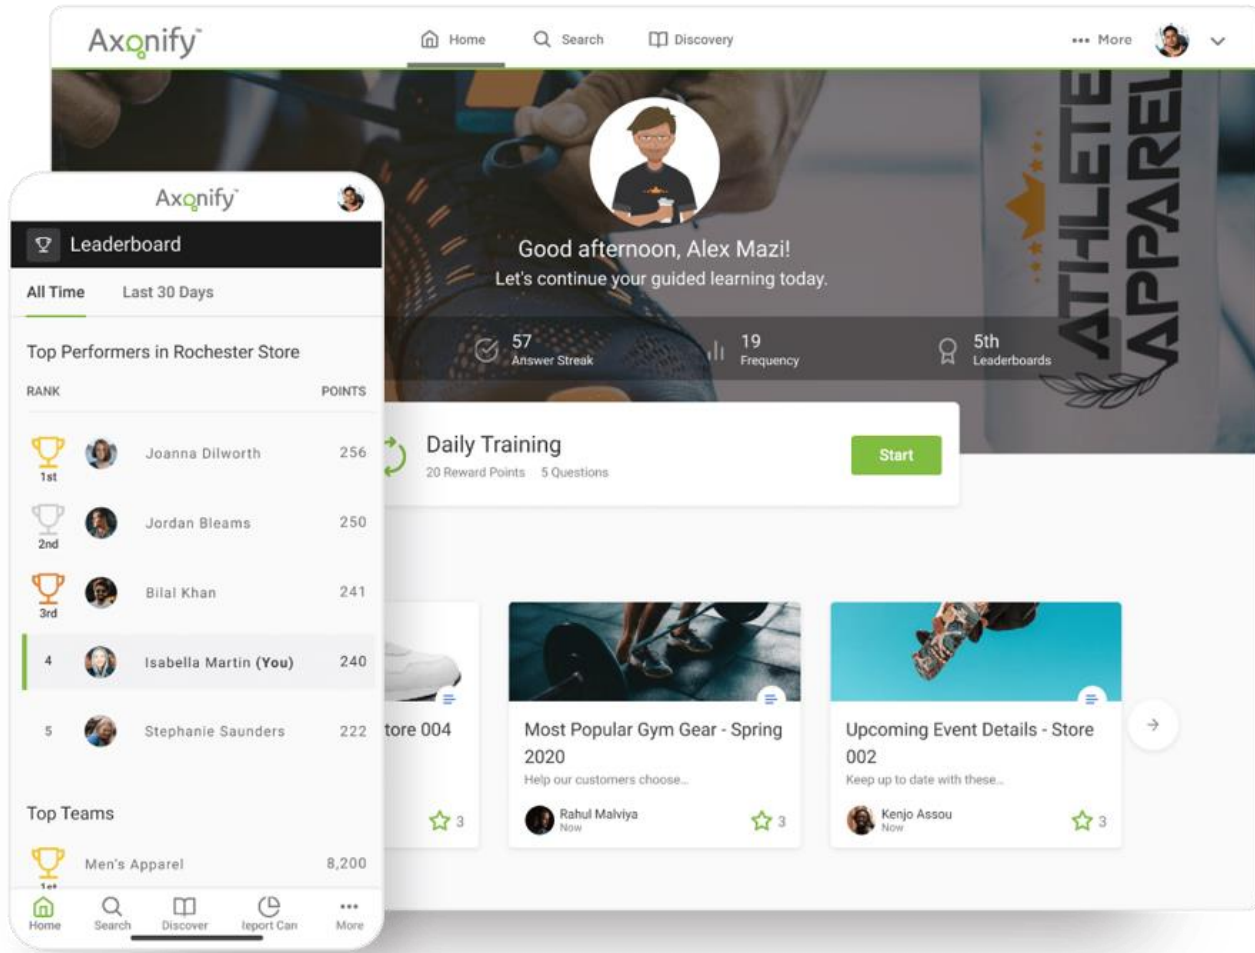 Axonify™
Home
Search
Discovery
••• More
ATHLETE
APPAREL
Good afternoon, Alex Mazi!
Let's continue your guided learning today.
57
Answer Streak
19
Frequency
5th
Leaderboards
Daily Training
20 Reward Points 5 Questions
Start
tore 004
3
Most Popular Gym Gear - Spring
2020
Help our customers choose...
Rahul Malviya
Now
3
Upcoming Event Details - Store
002
Keep up to date with these...
Kenjo Assou
Now
3
Axonify™
Leaderboard
All Time Last 30 Days
Top Performers in Rochester Store
RANK POINTS
1st Joanna Dilworth 256
2nd Jordan Bleams 250
3rd Bilal Khan 241
4 Isabella Martin (You) 240
5 Stephanie Saunders 222
Top Teams
1st Men's Apparel 8,200
Home Search Discover leport Can More